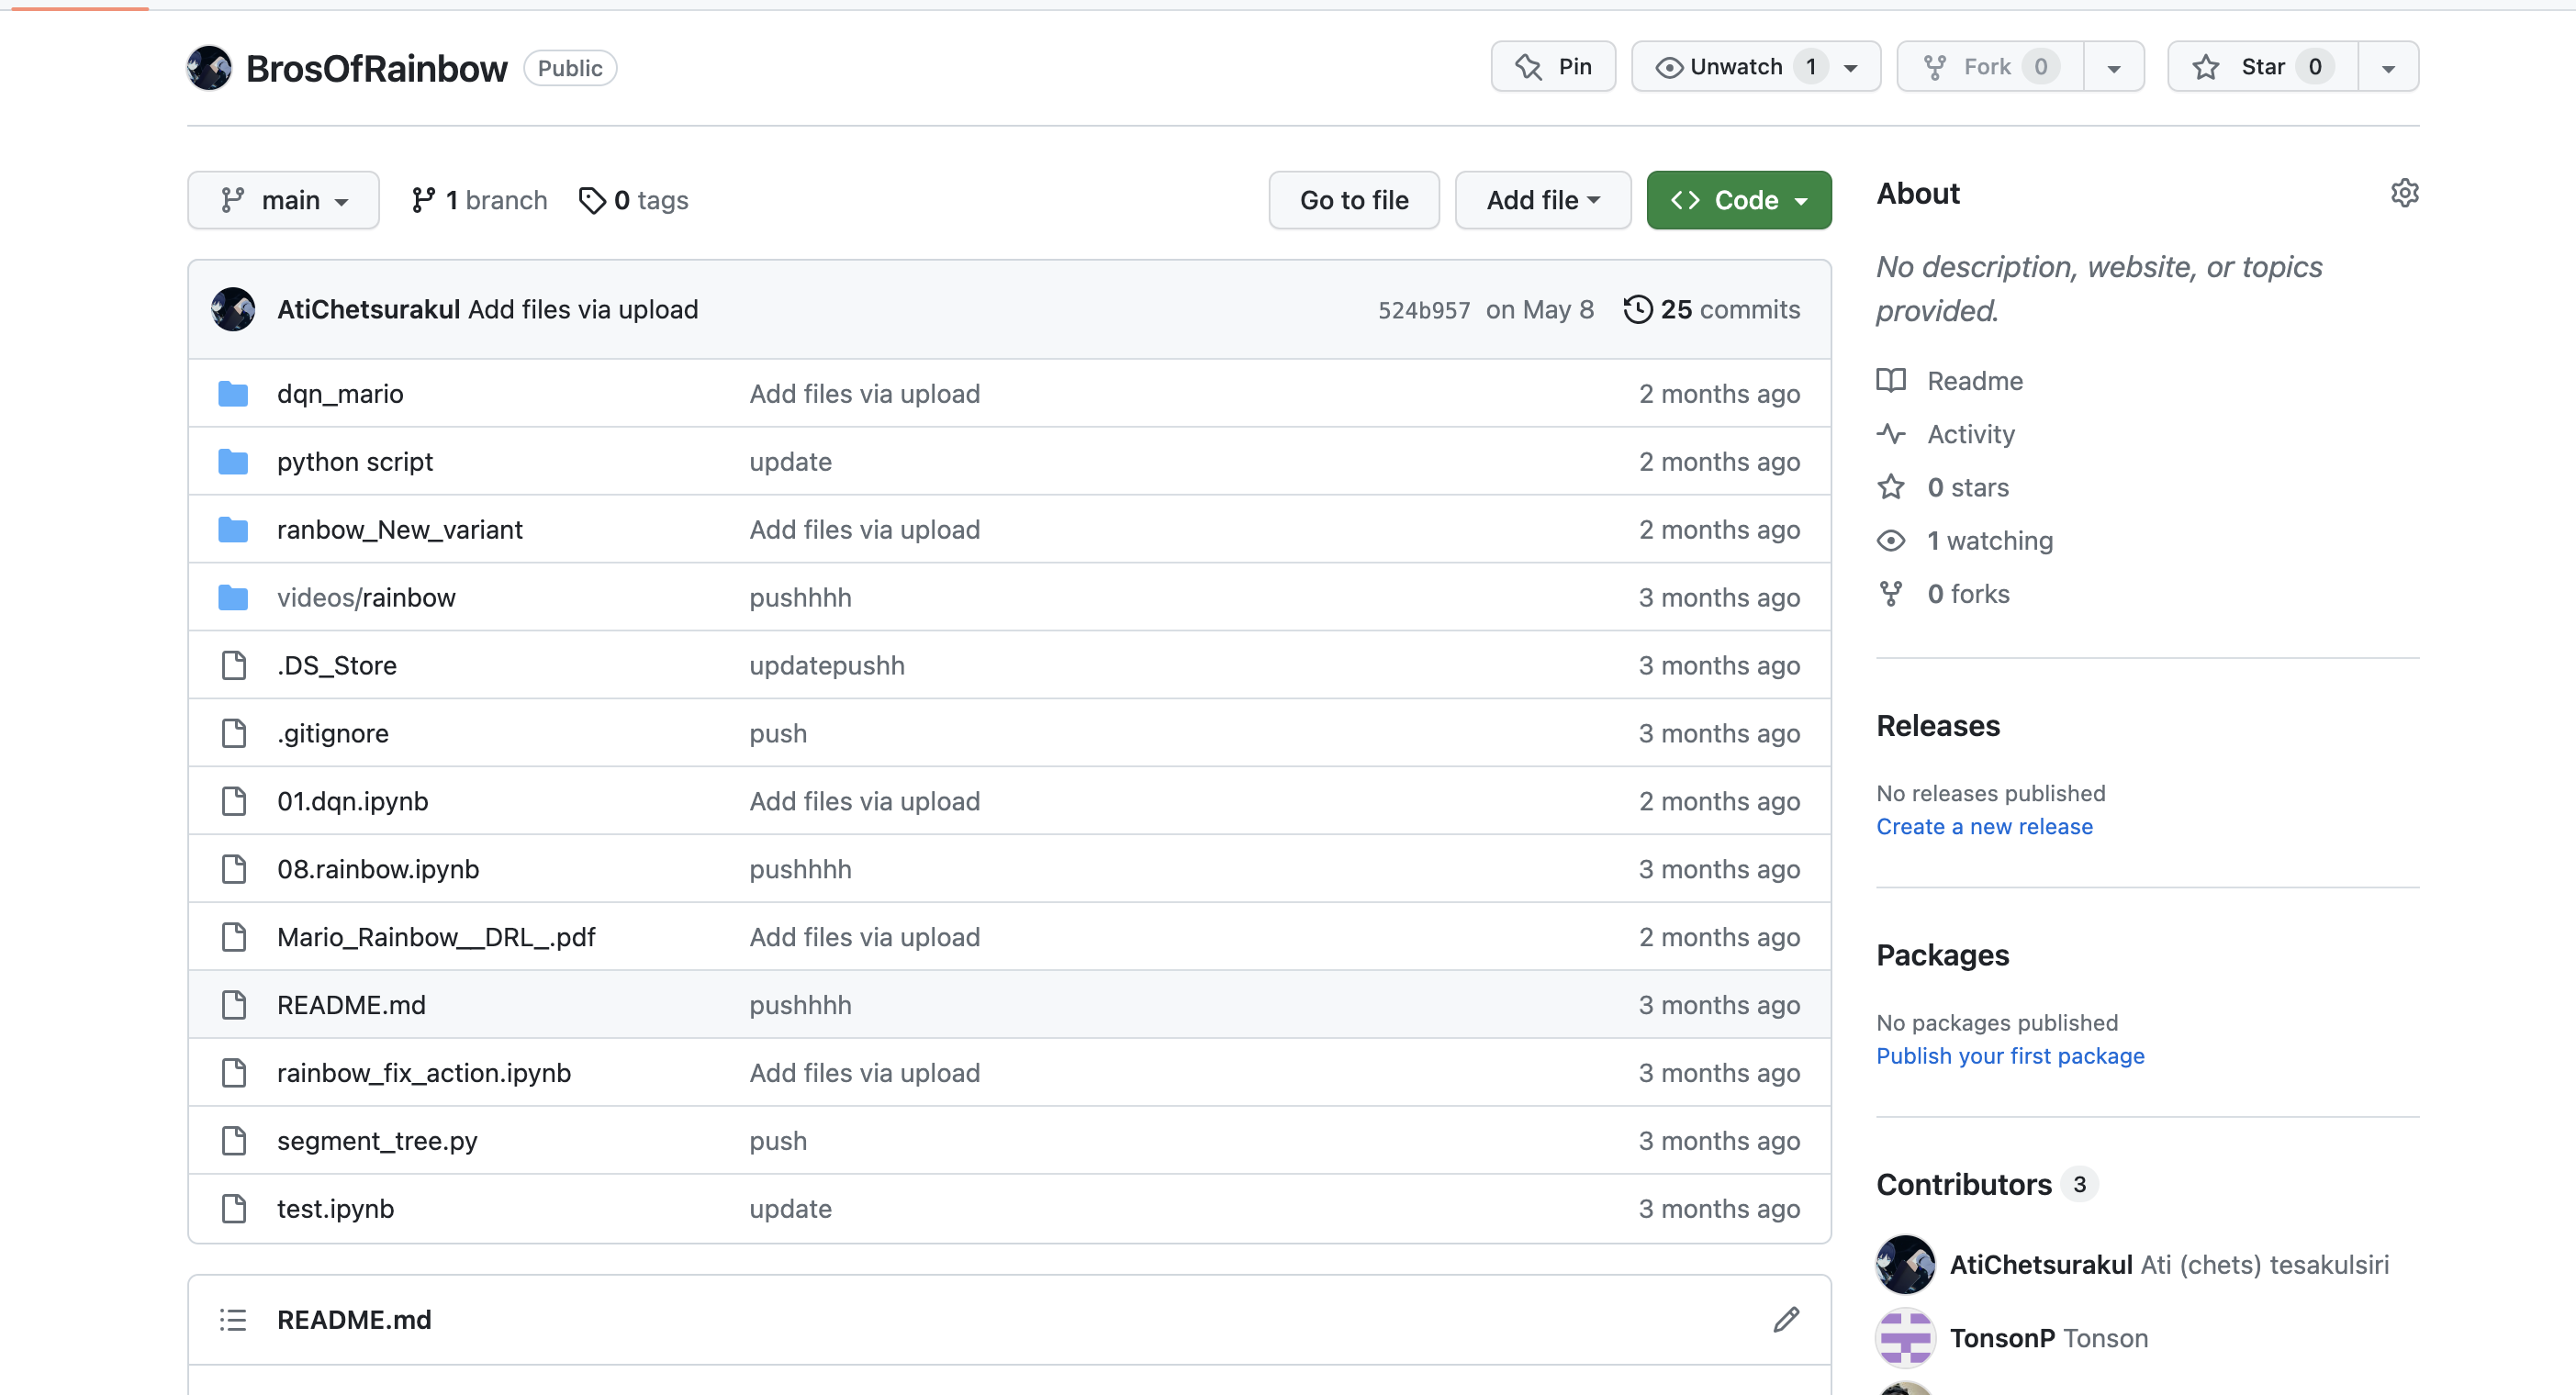 BrosOfRainbow Public
Pin
Unwatch 1
Fork 0
Star 0
main
1 branch
0 tags
Go to file
Add file
Code
AtiChetsurakul Add files via upload 524b957 on May 8 25 commits
dqn_mario Add files via upload 2 months ago
python script update 2 months ago
ranbow_New_variant Add files via upload 2 months ago
videos/rainbow pushhhh 3 months ago
.DS_Store updatepushh 3 months ago
.gitignore push 3 months ago
01.dqn.ipynb Add files via upload 2 months ago
08.rainbow.ipynb pushhhh 3 months ago
Mario_Rainbow__DRL_.pdf Add files via upload 2 months ago
README.md pushhhh 3 months ago
rainbow_fix_action.ipynb Add files via upload 3 months ago
segment_tree.py push 3 months ago
test.ipynb update 3 months ago
README.md
About
No description, website, or topics
provided.
Readme
Activity
0 stars
1 watching
0 forks
Releases
No releases published
Create a new release
Packages
No packages published
Publish your first package
Contributors 3
AtiChetsurakul Ati (chets) tesakulsiri
TonsonP Tonson